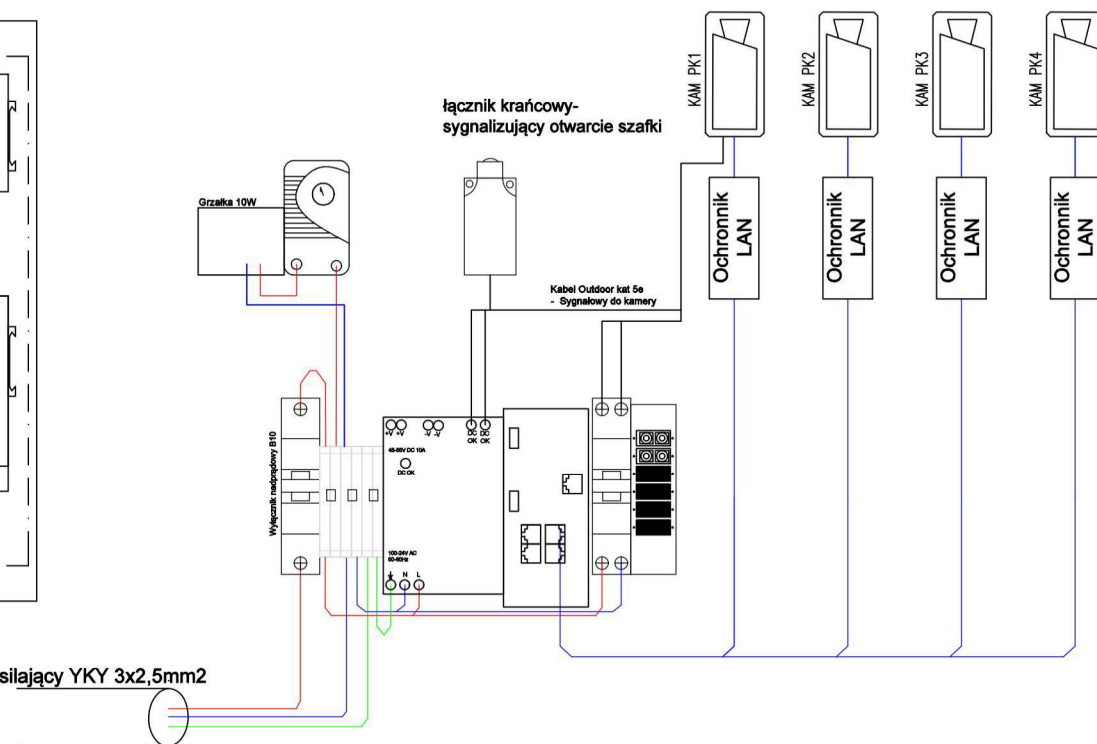 KAM PK1
KAM PK2
KAM PK3
KAM PK4
łącznik krańcowy-
sygnalizujący otwarcie szafki
Grzałka 10W
Ochronnik
LAN
Ochronnik
LAN
Ochronnik
LAN
Ochronnik
LAN
Kabel Outdoor kat 5e
- Sygnałowy do kamery
Wyłącznik nadprądowy B10
+V +V -V -V
DC OK
DC OK
48-56V DC 10A
DC OK
100-24V AC
50-60Hz
N L
silający YKY 3x2,5mm2